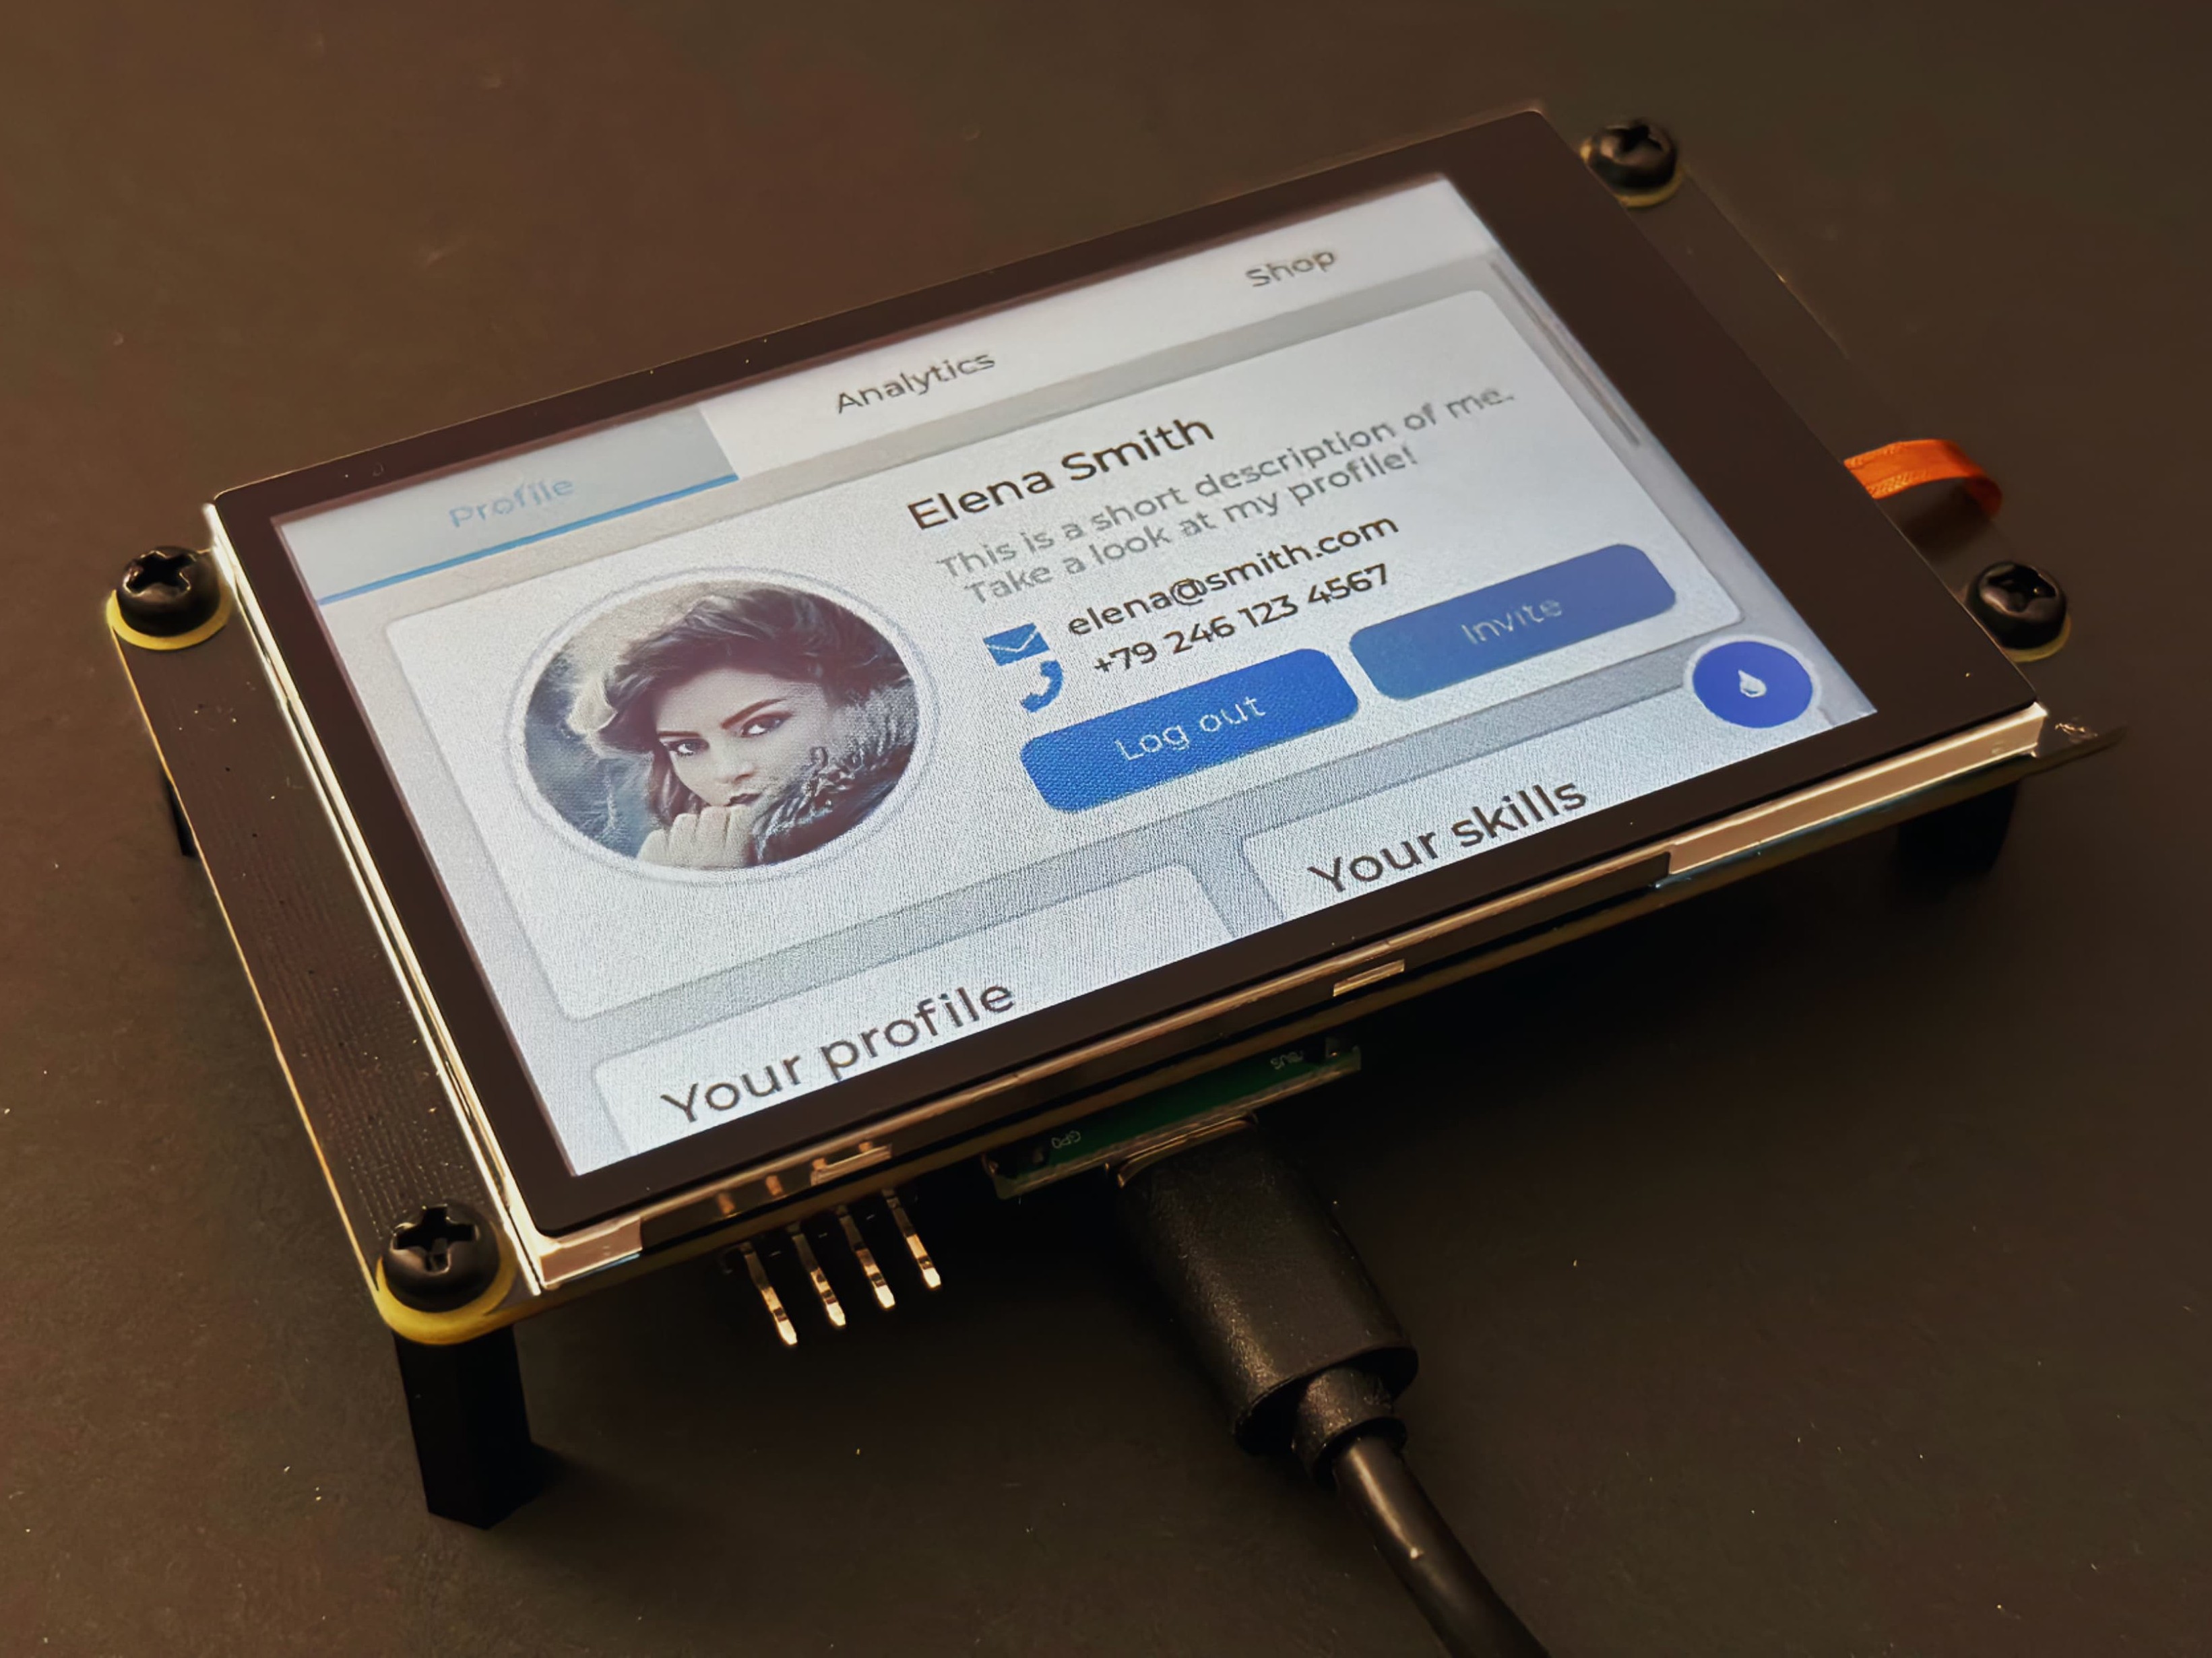 Profile
Analytics
Shop
Elena Smith
This is a short description of me.
Take a look at my profile!
elena@smith.com
+79 246 123 4567
Log out
Invite
Your profile
Your skills
GP0